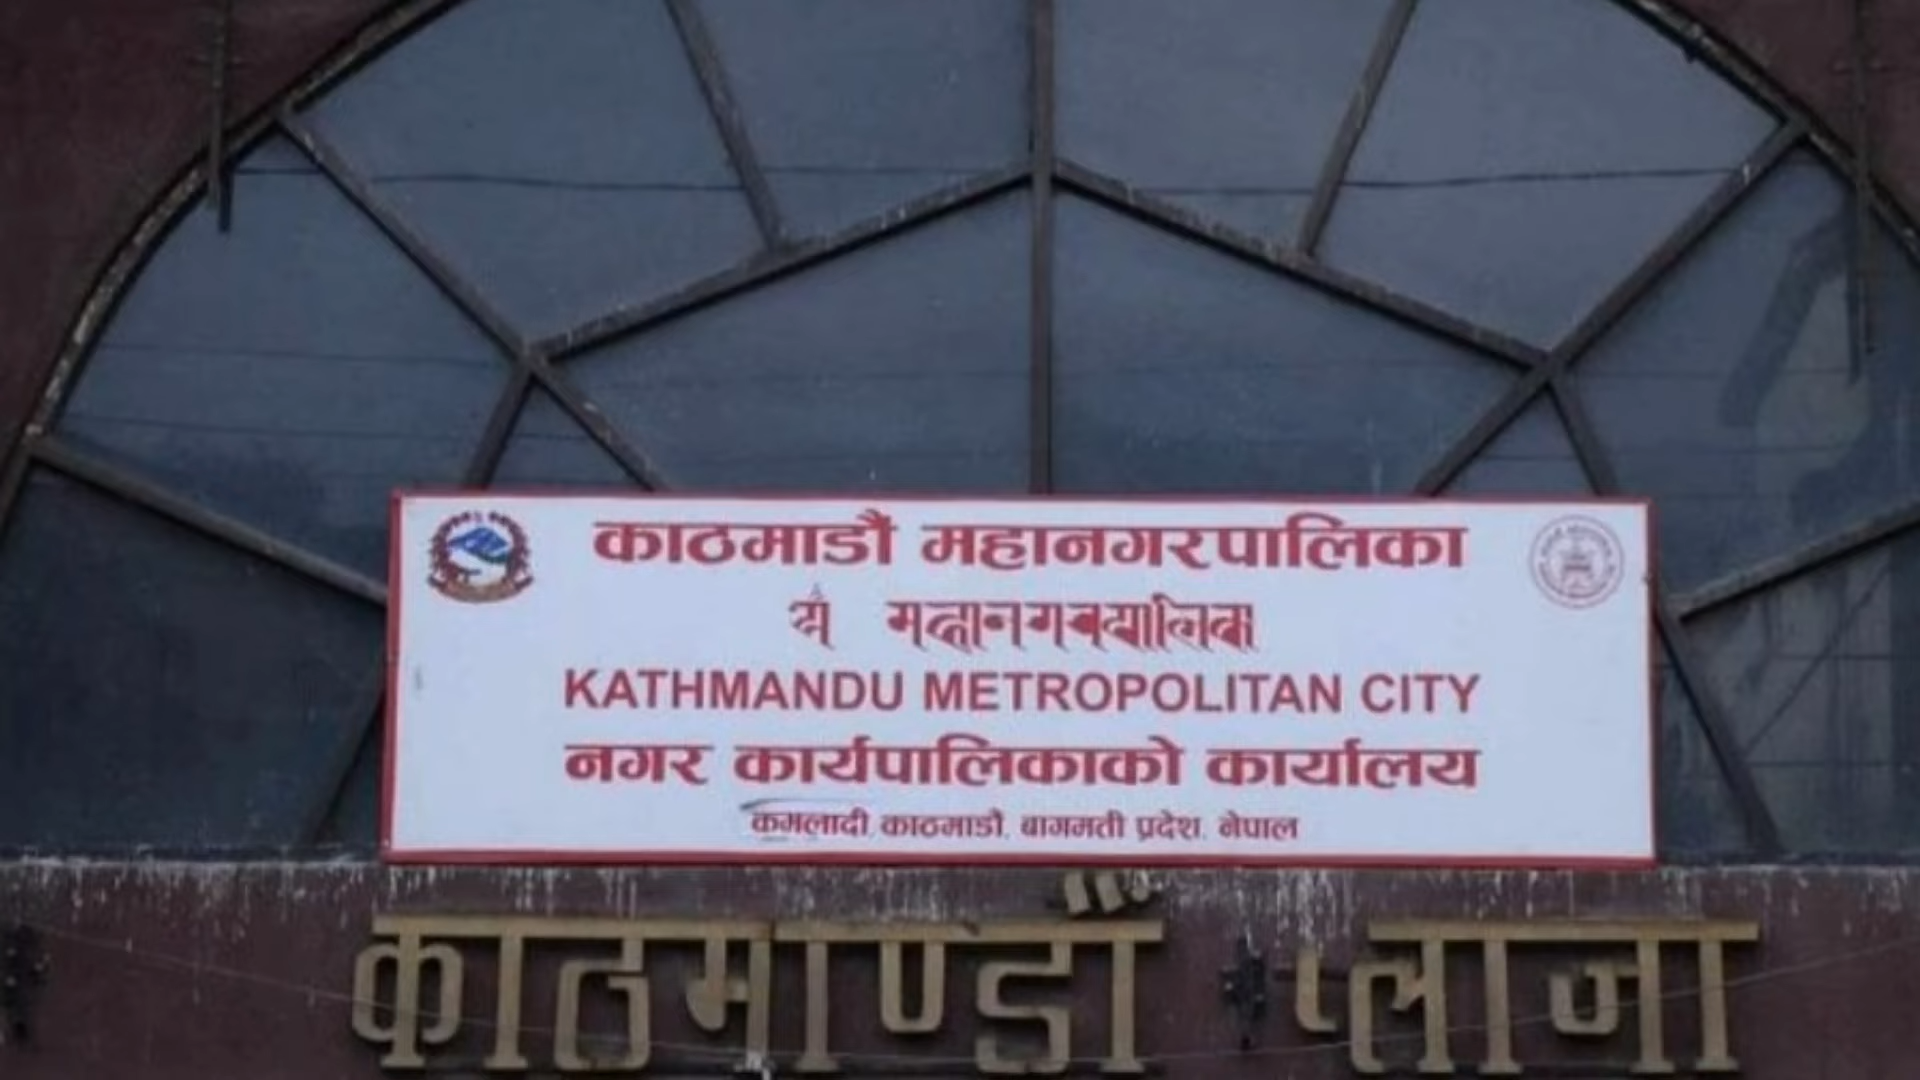 काठमाडौं महानगरपालिका
KATHMANDU METROPOLITAN CITY
नगर कार्यपालिकाको कार्यालय
कमलादी, काठमाडौं, बागमती प्रदेश, नेपाल
काठमाण्डौं प्लाजा